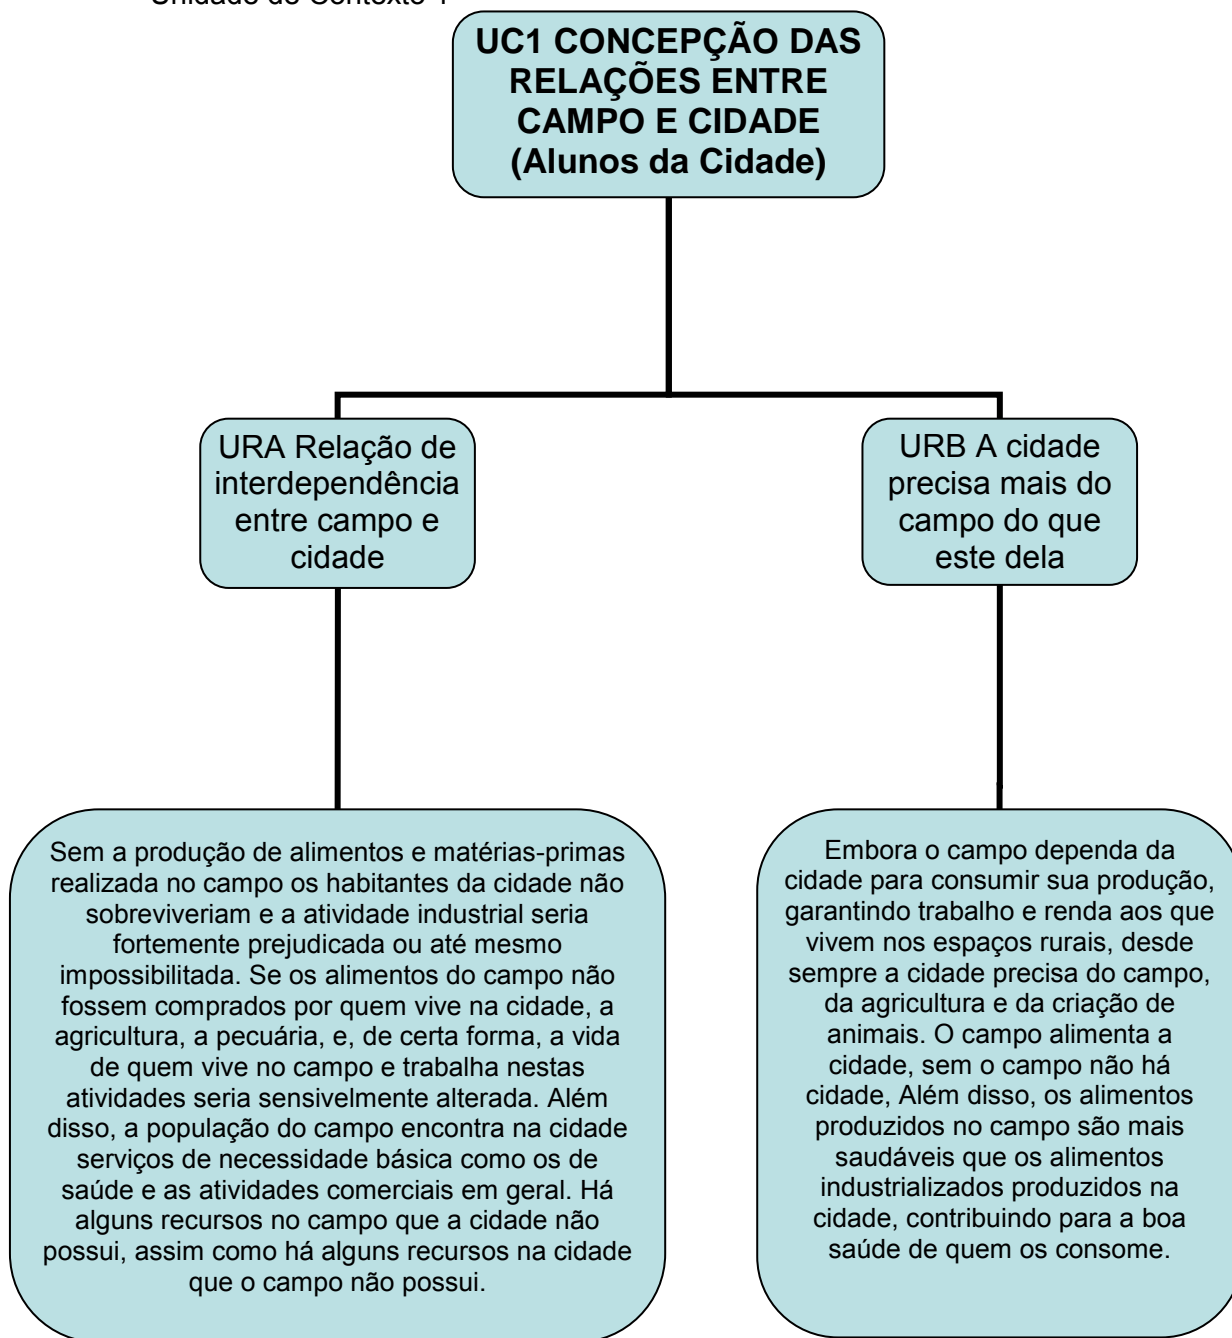 Unidade de Contexto 1
UC1 CONCEPÇÃO DAS
RELAÇÕES ENTRE
CAMPO E CIDADE
(Alunos da Cidade)
URA Relação de
interdependência
entre campo e
cidade
URB A cidade
precisa mais do
campo do que
este dela
Sem a produção de alimentos e matérias-primas
realizada no campo os habitantes da cidade não
sobreviveriam e a atividade industrial seria
fortemente prejudicada ou até mesmo
impossibilitada. Se os alimentos do campo não
fossem comprados por quem vive na cidade, a
agricultura, a pecuária, e, de certa forma, a vida
de quem vive no campo e trabalha nestas
atividades seria sensivelmente alterada. Além
disso, a população do campo encontra na cidade
serviços de necessidade básica como os de
saúde e as atividades comerciais em geral. Há
alguns recursos no campo que a cidade não
possui, assim como há alguns recursos na cidade
que o campo não possui.
Embora o campo dependa da
cidade para consumir sua produção,
garantindo trabalho e renda aos que
vivem nos espaços rurais, desde
sempre a cidade precisa do campo,
da agricultura e da criação de
animais. O campo alimenta a
cidade, sem o campo não há
cidade, Além disso, os alimentos
produzidos no campo são mais
saudáveis que os alimentos
industrializados produzidos na
cidade, contribuindo para a boa
saúde de quem os consome.